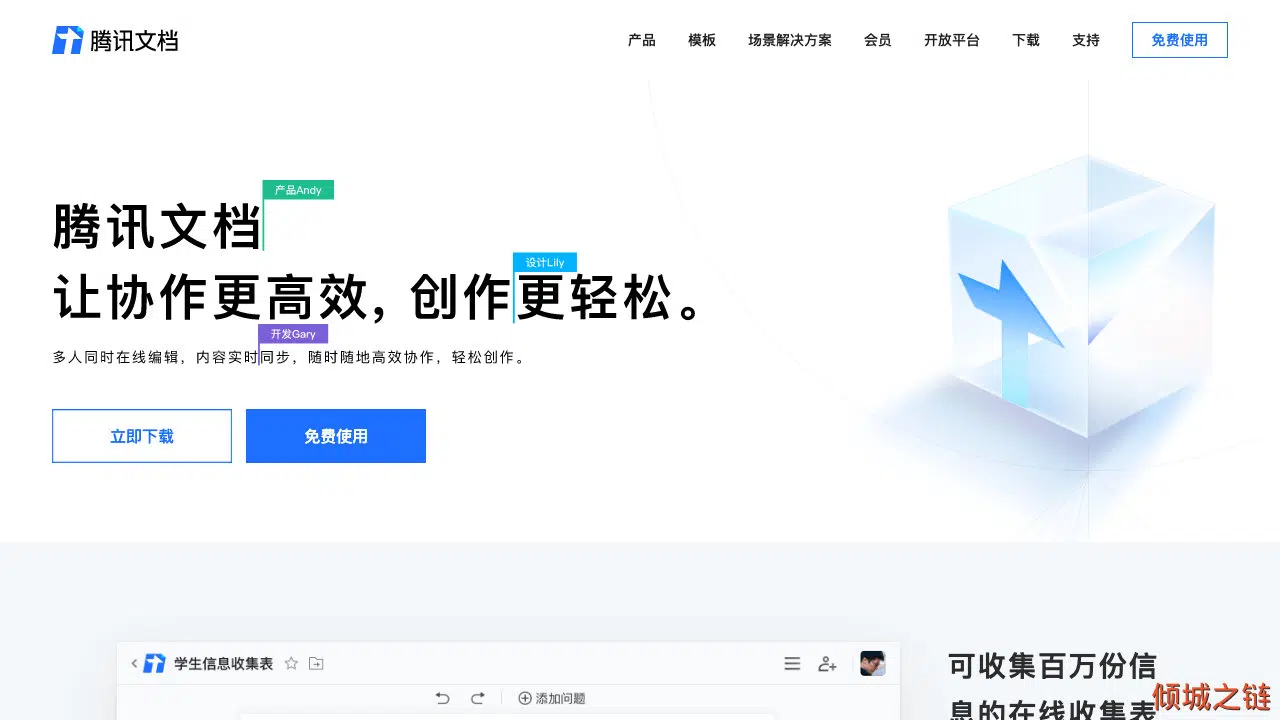 腾讯文档
产品
模板
场景解决方案
会员
开放平台
下载
支持
免费使用
产品Andy
腾讯文档
设计Lily
让协作更高效, 创作更轻松。
开发Gary
多人同时在线编辑，内容实时同步，随时随地高效协作，轻松创作。
立即下载
免费使用
学生信息收集表
添加问题
可收集百万份信
息的在线收集表
倾城之链